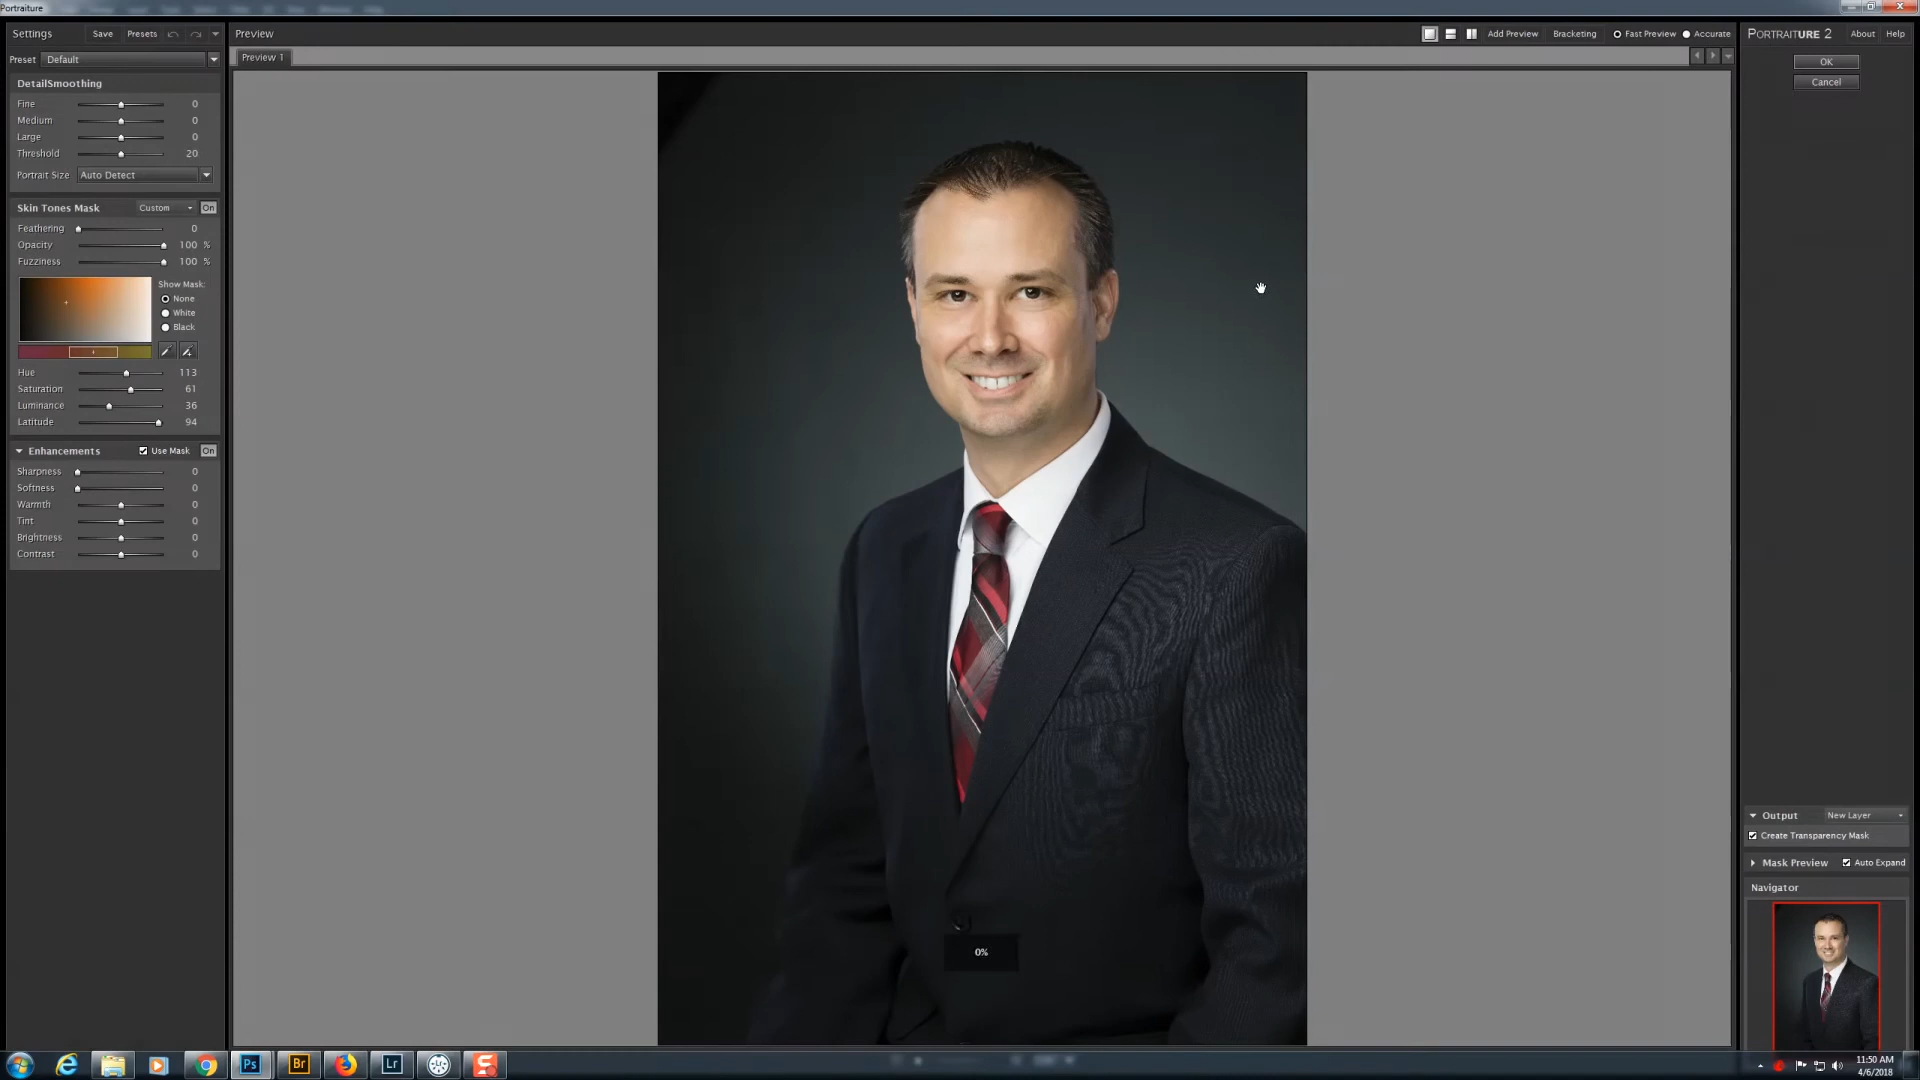 Portraiture
Settings Save Presets
Preset Default
DetailSmoothing
Fine 0
Medium 0
Large 0
Threshold 20
Portrait Size Auto Detect
Skin Tones Mask Custom On
Feathering 0
Opacity 100 %
Fuzziness 100 %
Show Mask:
None
White
Black
Hue 113
Saturation 61
Luminance 36
Latitude 94
Enhancements Use Mask On
Sharpness 0
Softness 0
Warmth 0
Tint 0
Brightness 0
Contrast 0
Preview Add Preview Bracketing Fast Preview Accurate
Preview 1
0%
PORTRAITURE 2 About Help
OK
Cancel
Output New Layer
Create Transparency Mask
Mask Preview Auto Expand
Navigator
Ps Br Lr S
11:50 AM
4/6/2018